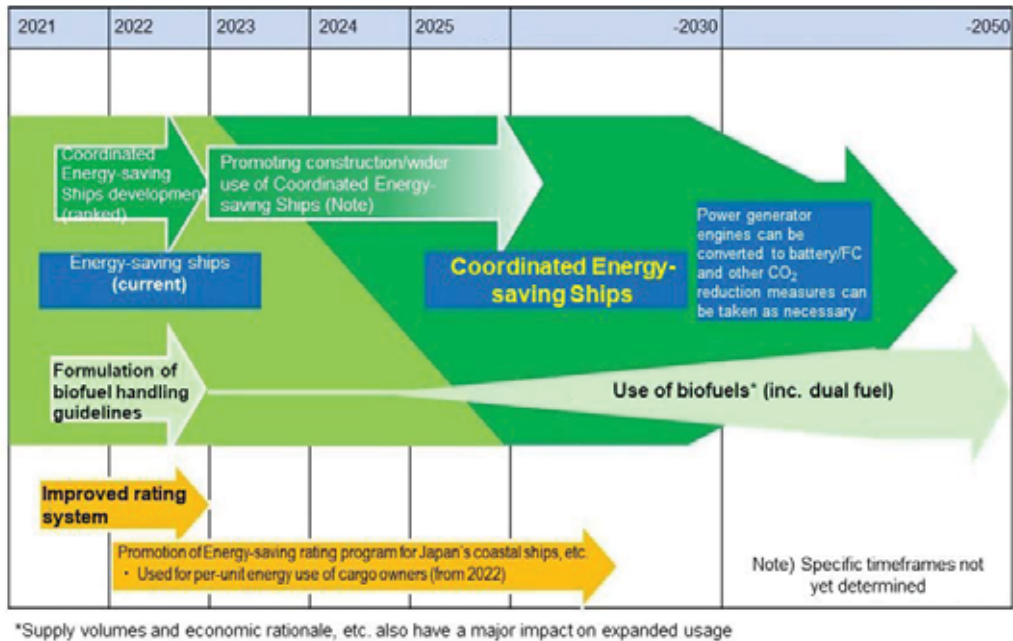 2021 2022 2023 2024 2025 -2030 -2050
Coordinated
Energy-saving
Ships development
(ranked)
Promoting construction/wider
use of Coordinated Energy-
saving Ships (Note)
Power generator
engines can be
converted to battery/FC
and other CO₂
reduction measures can
be taken as necessary
Energy-saving ships
(current)
Coordinated Energy-
saving Ships
Formulation of
biofuel handling
guidelines
Use of biofuels* (inc. dual fuel)
Improved rating
system
Promotion of Energy-saving rating program for Japan's coastal ships, etc.
• Used for per-unit energy use of cargo owners (from 2022)
Note) Specific timeframes not
yet determined
*Supply volumes and economic rationale, etc. also have a major impact on expanded usage